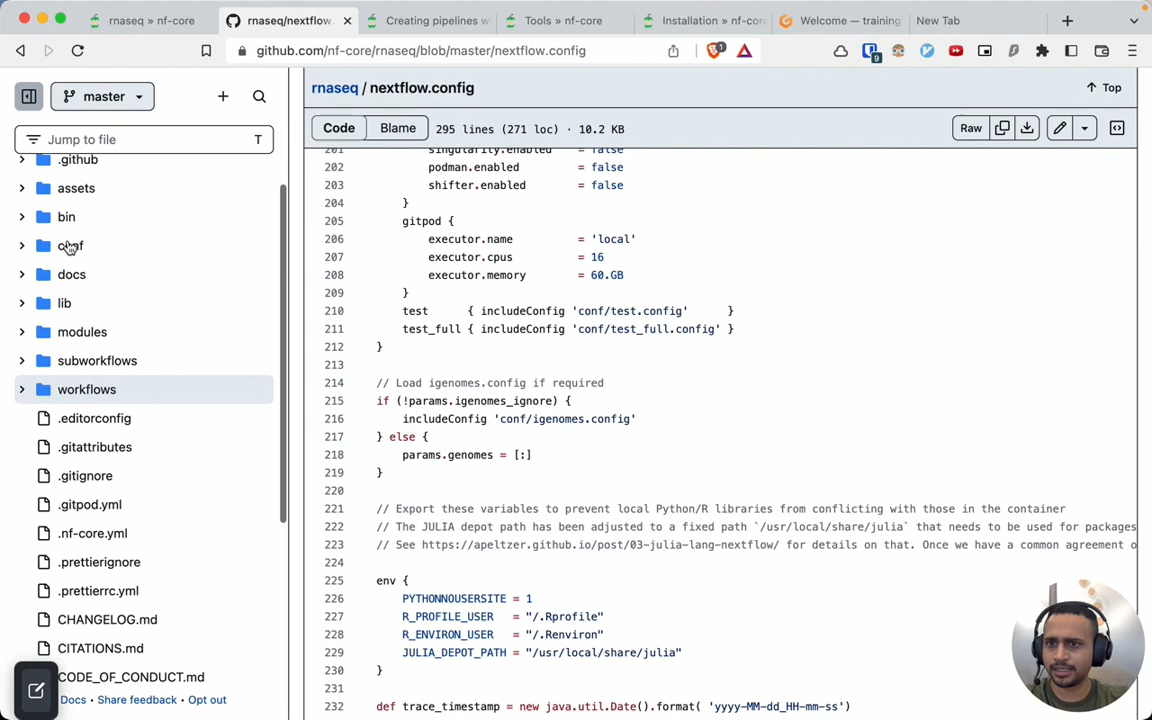 rnaseq » nf-core
rnaseq/nextflow.
Creating pipelines w
Tools » nf-core
Installation » nf-core
Welcome — training
New Tab
github.com/nf-core/rnaseq/blob/master/nextflow.config
1
9
master
Jump to file
T
.github
assets
bin
conf
docs
lib
modules
subworkflows
workflows
.editorconfig
.gitattributes
.gitignore
.gitpod.yml
.nf-core.yml
.prettierignore
.prettierrc.yml
CHANGELOG.md
CITATIONS.md
CODE_OF_CONDUCT.md
Docs · Share feedback · Opt out
rnaseq / nextflow.config
Top
Code
Blame
295 lines (271 loc) · 10.2 KB
Raw
201 singularity.enabled = false
202 podman.enabled = false
203 shifter.enabled = false
204 }
205 gitpod {
206 executor.name = 'local'
207 executor.cpus = 16
208 executor.memory = 60.GB
209 }
210 test { includeConfig 'conf/test.config' }
211 test_full { includeConfig 'conf/test_full.config' }
212 }
213
214 // Load igenomes.config if required
215 if (!params.igenomes_ignore) {
216 includeConfig 'conf/igenomes.config'
217 } else {
218 params.genomes = [:]
219 }
220
221 // Export these variables to prevent local Python/R libraries from conflicting with those in the container
222 // The JULIA depot path has been adjusted to a fixed path `/usr/local/share/julia` that needs to be used for packages
223 // See https://apeltzer.github.io/post/03-julia-lang-nextflow/ for details on that. Once we have a common agreement o
224
225 env {
226 PYTHONNOUSERSITE = 1
227 R_PROFILE_USER = "/.Rprofile"
228 R_ENVIRON_USER = "/.Renviron"
229 JULIA_DEPOT_PATH = "/usr/local/share/julia"
230 }
231
232 def trace_timestamp = new java.util.Date().format( 'yyyy-MM-dd_HH-mm-ss')